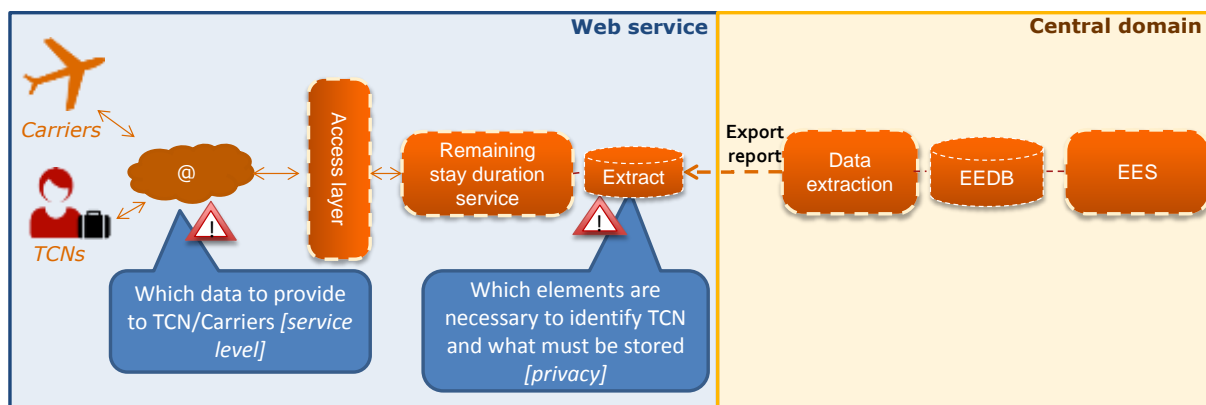 Web service
Central domain
Carriers
TCNs
@
Access layer
Remaining
stay duration
service
Extract
Export
report
Data
extraction
EEDB
EES
!
Which data to provide
to TCN/Carriers [service
level]
!
Which elements are
necessary to identify TCN
and what must be stored
[privacy]